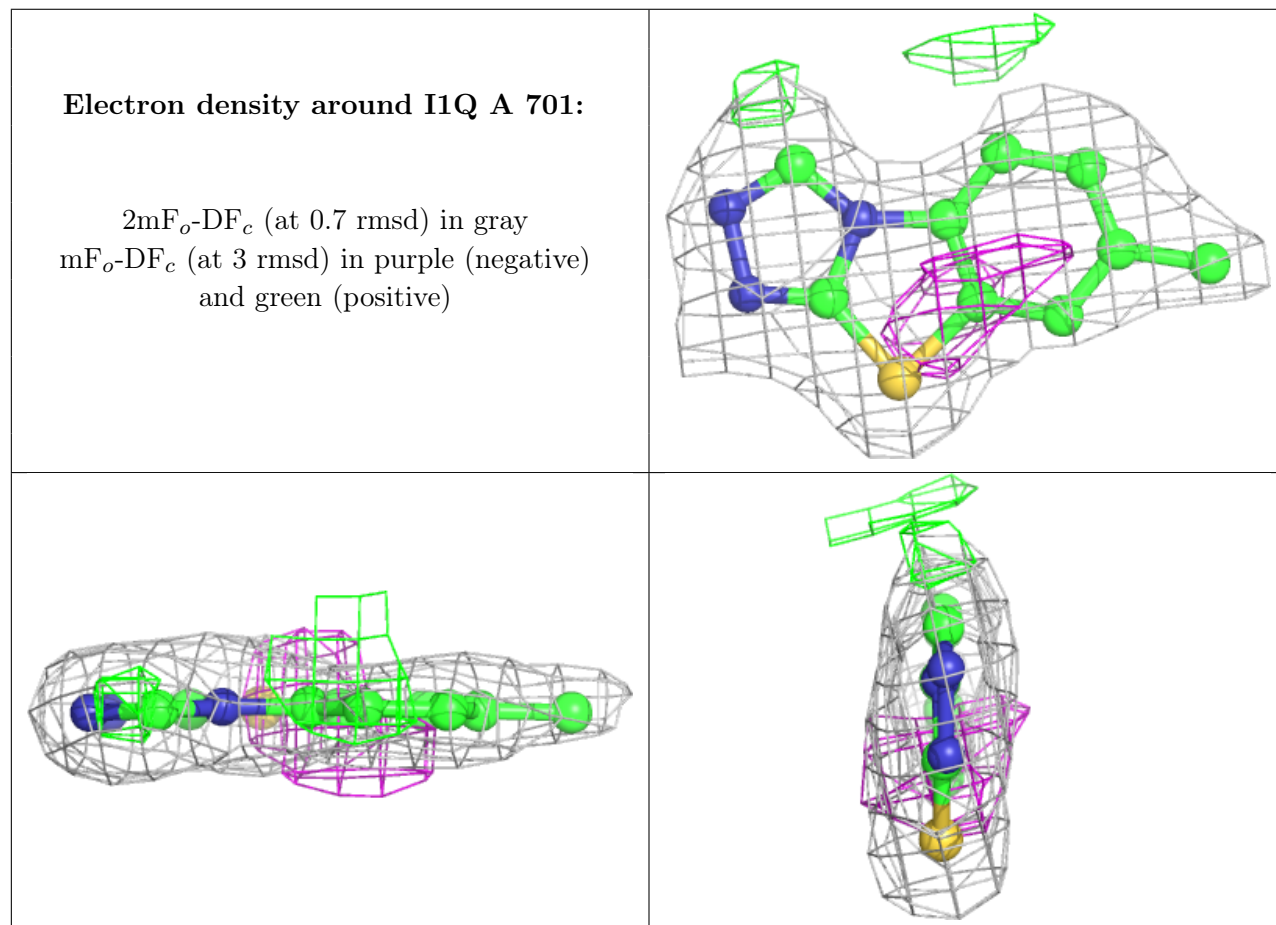 Electron density around I1Q A 701:
2mFo-DFc (at 0.7 rmsd) in gray
mFo-DFc (at 3 rmsd) in purple (negative)
and green (positive)